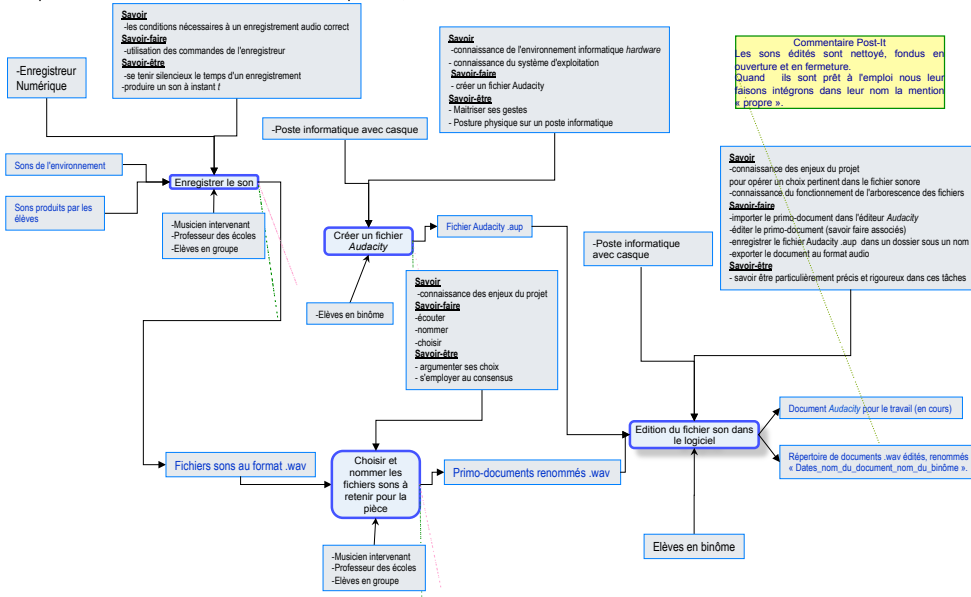 Savoir
-les conditions nécessaires à un enregistrement audio correct
Savoir-faire
-utilisation des commandes de l'enregistreur
Savoir-être
-se tenir silencieux le temps d'un enregistrement
-produire un son à instant t
Savoir
-connaissance de l'environnement informatique hardware
- connaissance du système d'exploitation
Savoir-faire
- créer un fichier Audacity
Savoir-être
- Maitriser ses gestes
- Posture physique sur un poste informatique
Commentaire Post-It
Les sons édités sont nettoyé, fondus en
ouverture et en fermeture.
Quand ils sont prêt à l'emploi nous leur
faisons intégrons dans leur nom la mention
« propre ».
-Enregistreur
Numérique
-Poste informatique avec casque
Sons de l'environnement
Sons produits par les
élèves
Enregistrer le son
-Musicien intervenant
-Professeur des écoles
-Elèves en groupe
Créer un fichier
Audacity
Fichier Audacity .aup
-Elèves en binôme
-Poste informatique
avec casque
Savoir
-connaissance des enjeux du projet
pour opérer un choix pertinent dans le fichier sonore
-connaissance du fonctionnement de l'arborescence des fichiers
Savoir-faire
-importer le primo-document dans l'éditeur Audacity
-éditer le primo-document (savoir faire associés)
-enregistrer le fichier Audacity .aup dans un dossier sous un nom
-exporter le document au format audio
Savoir-être
- savoir être particulièrement précis et rigoureux dans ces tâches
Savoir
-connaissance des enjeux du projet
Savoir-faire
-écouter
-nommer
-choisir
Savoir-être
- argumenter ses choix
- s'employer au consensus
Edition du fichier son dans
le logiciel
Document Audacity pour le travail (en cours)
Répertoire de documents .wav édités, renommés
« Dates_nom_du_document_nom_du_binôme ».
Fichiers sons au format .wav
Choisir et
nommer les
fichiers sons à
retenir pour la
pièce
Primo-documents renommés .wav
-Musicien intervenant
-Professeur des écoles
-Elèves en groupe
Elèves en binôme